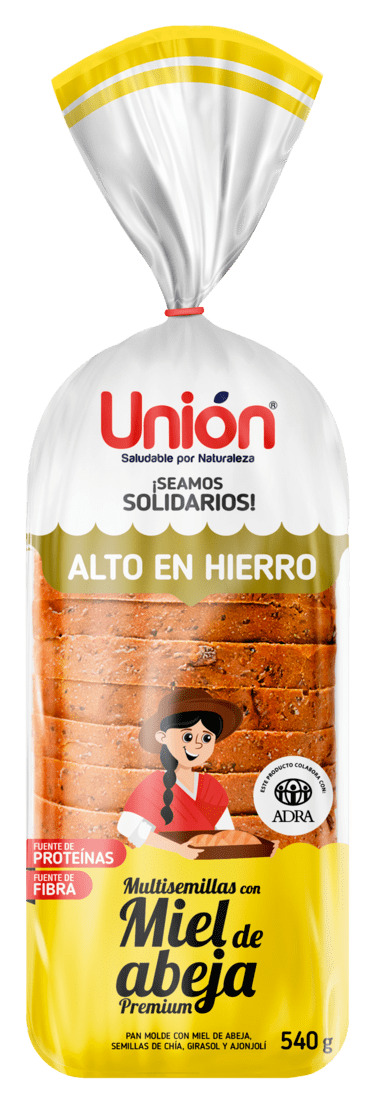 Unión®
Saludable por Naturaleza
¡SEAMOS
SOLIDARIOS!
ALTO EN HIERRO
ESTE PRODUCTO COLABORA CON:
ADRA
FUENTE DE
PROTEÍNAS
FUENTE DE
FIBRA
Multisemillas con
Miel de
abeja
Premium
PAN MOLDE CON MIEL DE ABEJA,
SEMILLAS DE CHÍA, GIRASOL Y AJONJOLÍ
540 g